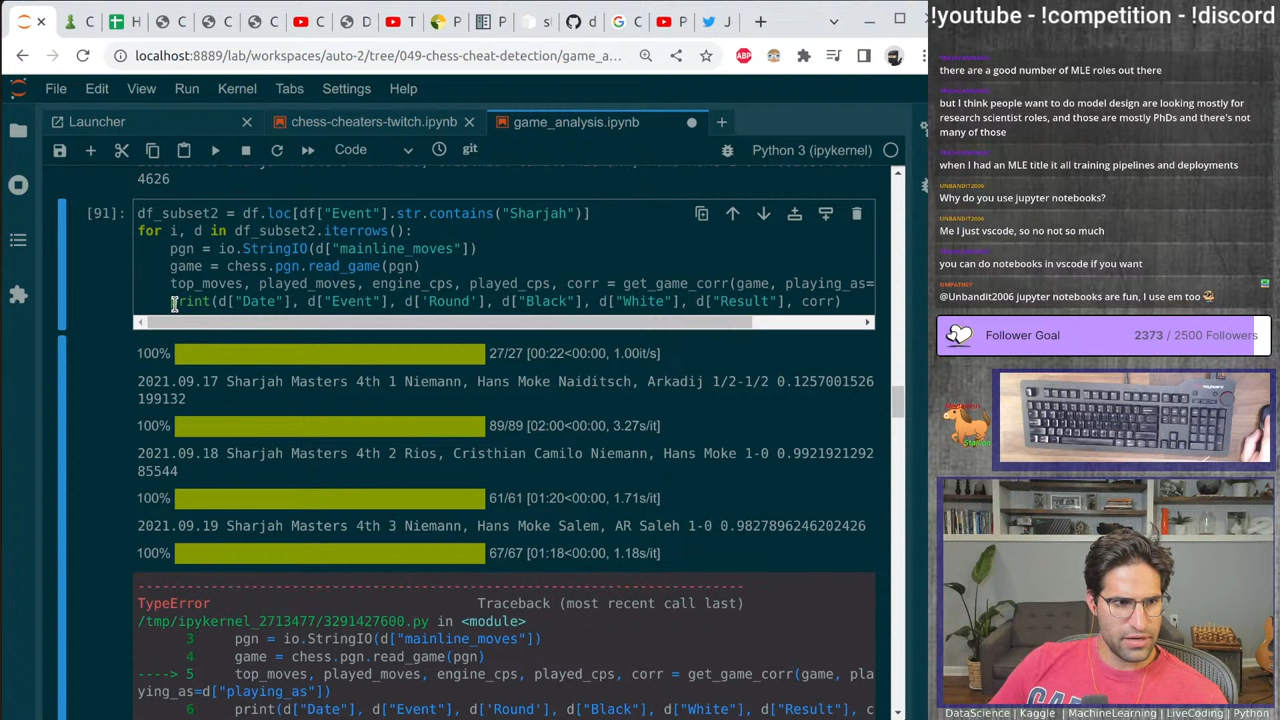 !youtube - !competition - !discord
localhost:8889/lab/workspaces/auto-2/tree/049-chess-cheat-detection/game_a...
ABP
File Edit View Run Kernel Tabs Settings Help
Launcher
chess-cheaters-twitch.ipynb
game_analysis.ipynb
Code
git
Python 3 (ipykernel)
4626
[91]:
df_subset2 = df.loc[df["Event"].str.contains("Sharjah")]
for i, d in df_subset2.iterrows():
pgn = io.StringIO(d["mainline_moves"])
game = chess.pgn.read_game(pgn)
top_moves, played_moves, engine_cps, played_cps, corr = get_game_corr(game, playing_as=
print(d["Date"], d["Event"], d['Round'], d["Black"], d["White"], d["Result"], corr)
100% 27/27 [00:22<00:00, 1.00it/s]
2021.09.17 Sharjah Masters 4th 1 Niemann, Hans Moke Naiditsch, Arkadij 1/2-1/2 0.1257001526
199132
100% 89/89 [02:00<00:00, 3.27s/it]
2021.09.18 Sharjah Masters 4th 2 Rios, Cristhian Camilo Niemann, Hans Moke 1-0 0.9921921292
85544
100% 61/61 [01:20<00:00, 1.71s/it]
2021.09.19 Sharjah Masters 4th 3 Niemann, Hans Moke Salem, AR Saleh 1-0 0.9827896246202426
100% 67/67 [01:18<00:00, 1.18s/it]
TypeError Traceback (most recent call last)
/tmp/ipykernel_2713477/3291427600.py in <module>
3 pgn = io.StringIO(d["mainline_moves"])
4 game = chess.pgn.read_game(pgn)
----> 5 top_moves, played_moves, engine_cps, played_cps, corr = get_game_corr(game, pla
ying_as=d["playing_as"])
6 print(d["Date"], d["Event"], d['Round'], d["Black"], d["White"], d["Result"], c
there are a good number of MLE roles out there
but I think people want to do model design are looking mostly for
research scientist roles, and those are mostly PhDs and there's not
many of those
when I had an MLE title it all training pipelines and deployments
UNBANDIT2006
Why do you use jupyter notebooks?
UNBANDIT2006
Me I just vscode, so no not so much
you can do notebooks in vscode if you want
UMPATHEY
@Unbandit2006 jupyter notebooks are fun, I use em too
Follower Goal 2373 / 2500 Followers
Medallion
Stallion
DataScience | Kaggle | MachineLearning | LiveCoding | Python